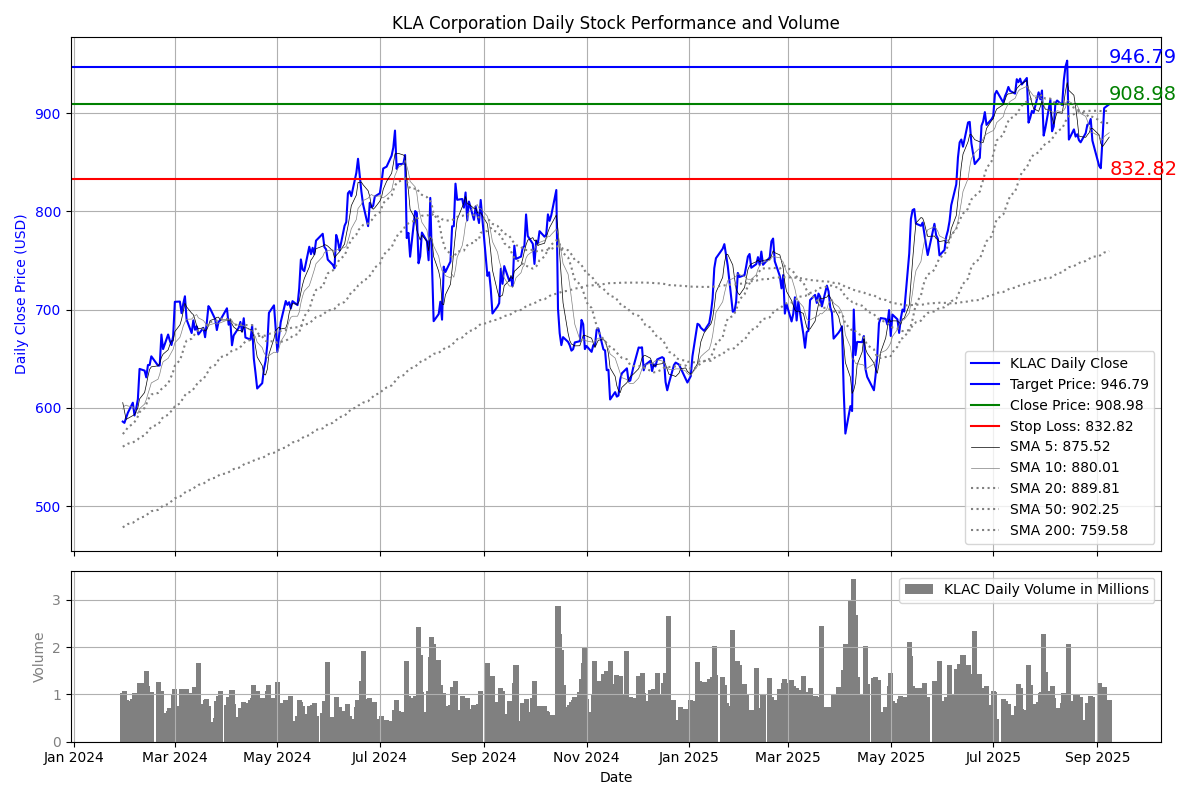 KLA Corporation Daily Stock Performance and Volume
946.79
908.98
832.82
900
800
700
600
500
Daily Close Price (USD)
KLAC Daily Close
Target Price: 946.79
Close Price: 908.98
Stop Loss: 832.82
SMA 5: 875.52
SMA 10: 880.01
SMA 20: 889.81
SMA 50: 902.25
SMA 200: 759.58
KLAC Daily Volume in Millions
3
2
1
0
Volume
Jan 2024
Mar 2024
May 2024
Jul 2024
Sep 2024
Nov 2024
Jan 2025
Mar 2025
May 2025
Jul 2025
Sep 2025
Date